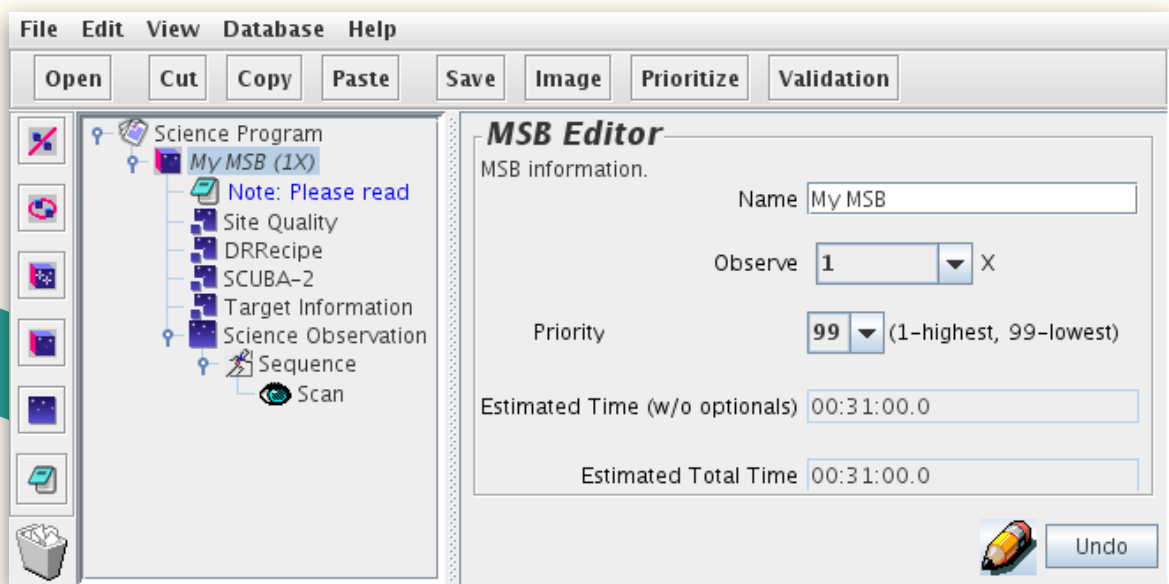 File Edit View Database Help
Open Cut Copy Paste Save Image Prioritize Validation
Science Program
My MSB (1X)
Note: Please read
Site Quality
DRRecipe
SCUBA-2
Target Information
Science Observation
Sequence
Scan
MSB Editor
MSB information.
Name My MSB
Observe 1 X
Priority 99 (1-highest, 99-lowest)
Estimated Time (w/o optionals) 00:31:00.0
Estimated Total Time 00:31:00.0
Undo